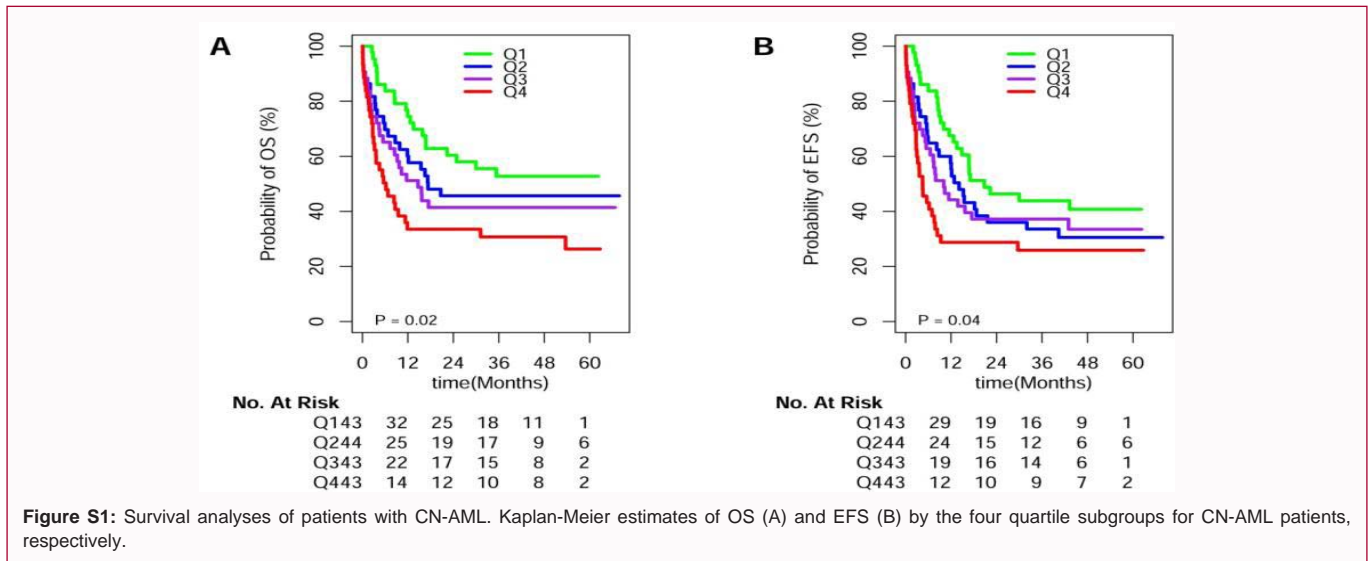 A
Probability of OS (%)
100
80
60
40
20
0
Q1
Q2
Q3
Q4
P = 0.02
0 12 24 36 48 60
time(Months)
No. At Risk
Q143 32 25 18 11 1
Q244 25 19 17 9 6
Q343 22 17 15 8 2
Q443 14 12 10 8 2
B
Probability of EFS (%)
100
80
60
40
20
0
Q1
Q2
Q3
Q4
P = 0.04
0 12 24 36 48 60
time(Months)
No. At Risk
Q143 29 19 16 9 1
Q244 24 15 12 6 6
Q343 19 16 14 6 1
Q443 12 10 9 7 2
Figure S1: Survival analyses of patients with CN-AML. Kaplan-Meier estimates of OS (A) and EFS (B) by the four quartile subgroups for CN-AML patients,
respectively.